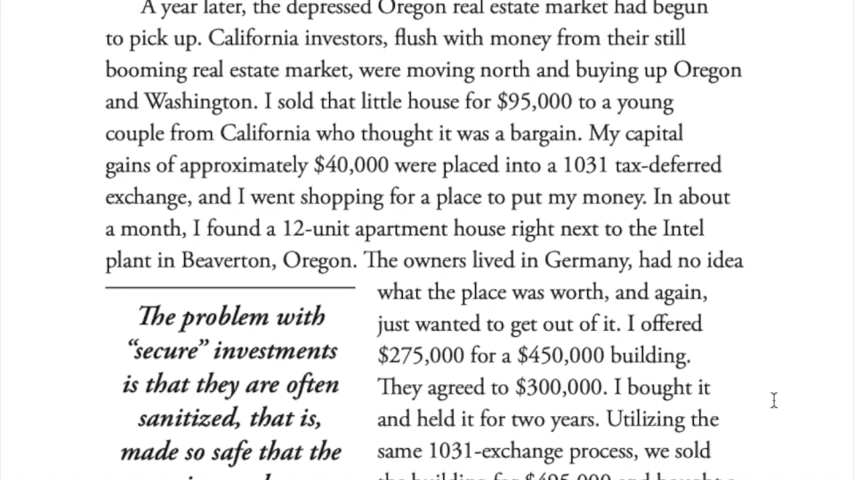 A year later, the depressed Oregon real estate market had begun
to pick up. California investors, flush with money from their still
booming real estate market, were moving north and buying up Oregon
and Washington. I sold that little house for $95,000 to a young
couple from California who thought it was a bargain. My capital
gains of approximately $40,000 were placed into a 1031 tax-deferred
exchange, and I went shopping for a place to put my money. In about
a month, I found a 12-unit apartment house right next to the Intel
plant in Beaverton, Oregon. The owners lived in Germany, had no idea
what the place was worth, and again,
just wanted to get out of it. I offered
$275,000 for a $450,000 building.
They agreed to $300,000. I bought it
and held it for two years. Utilizing the
same 1031-exchange process, we sold
the building for $495,000 and bought a
The problem with
“secure” investments
is that they are often
sanitized, that is,
made so safe that the